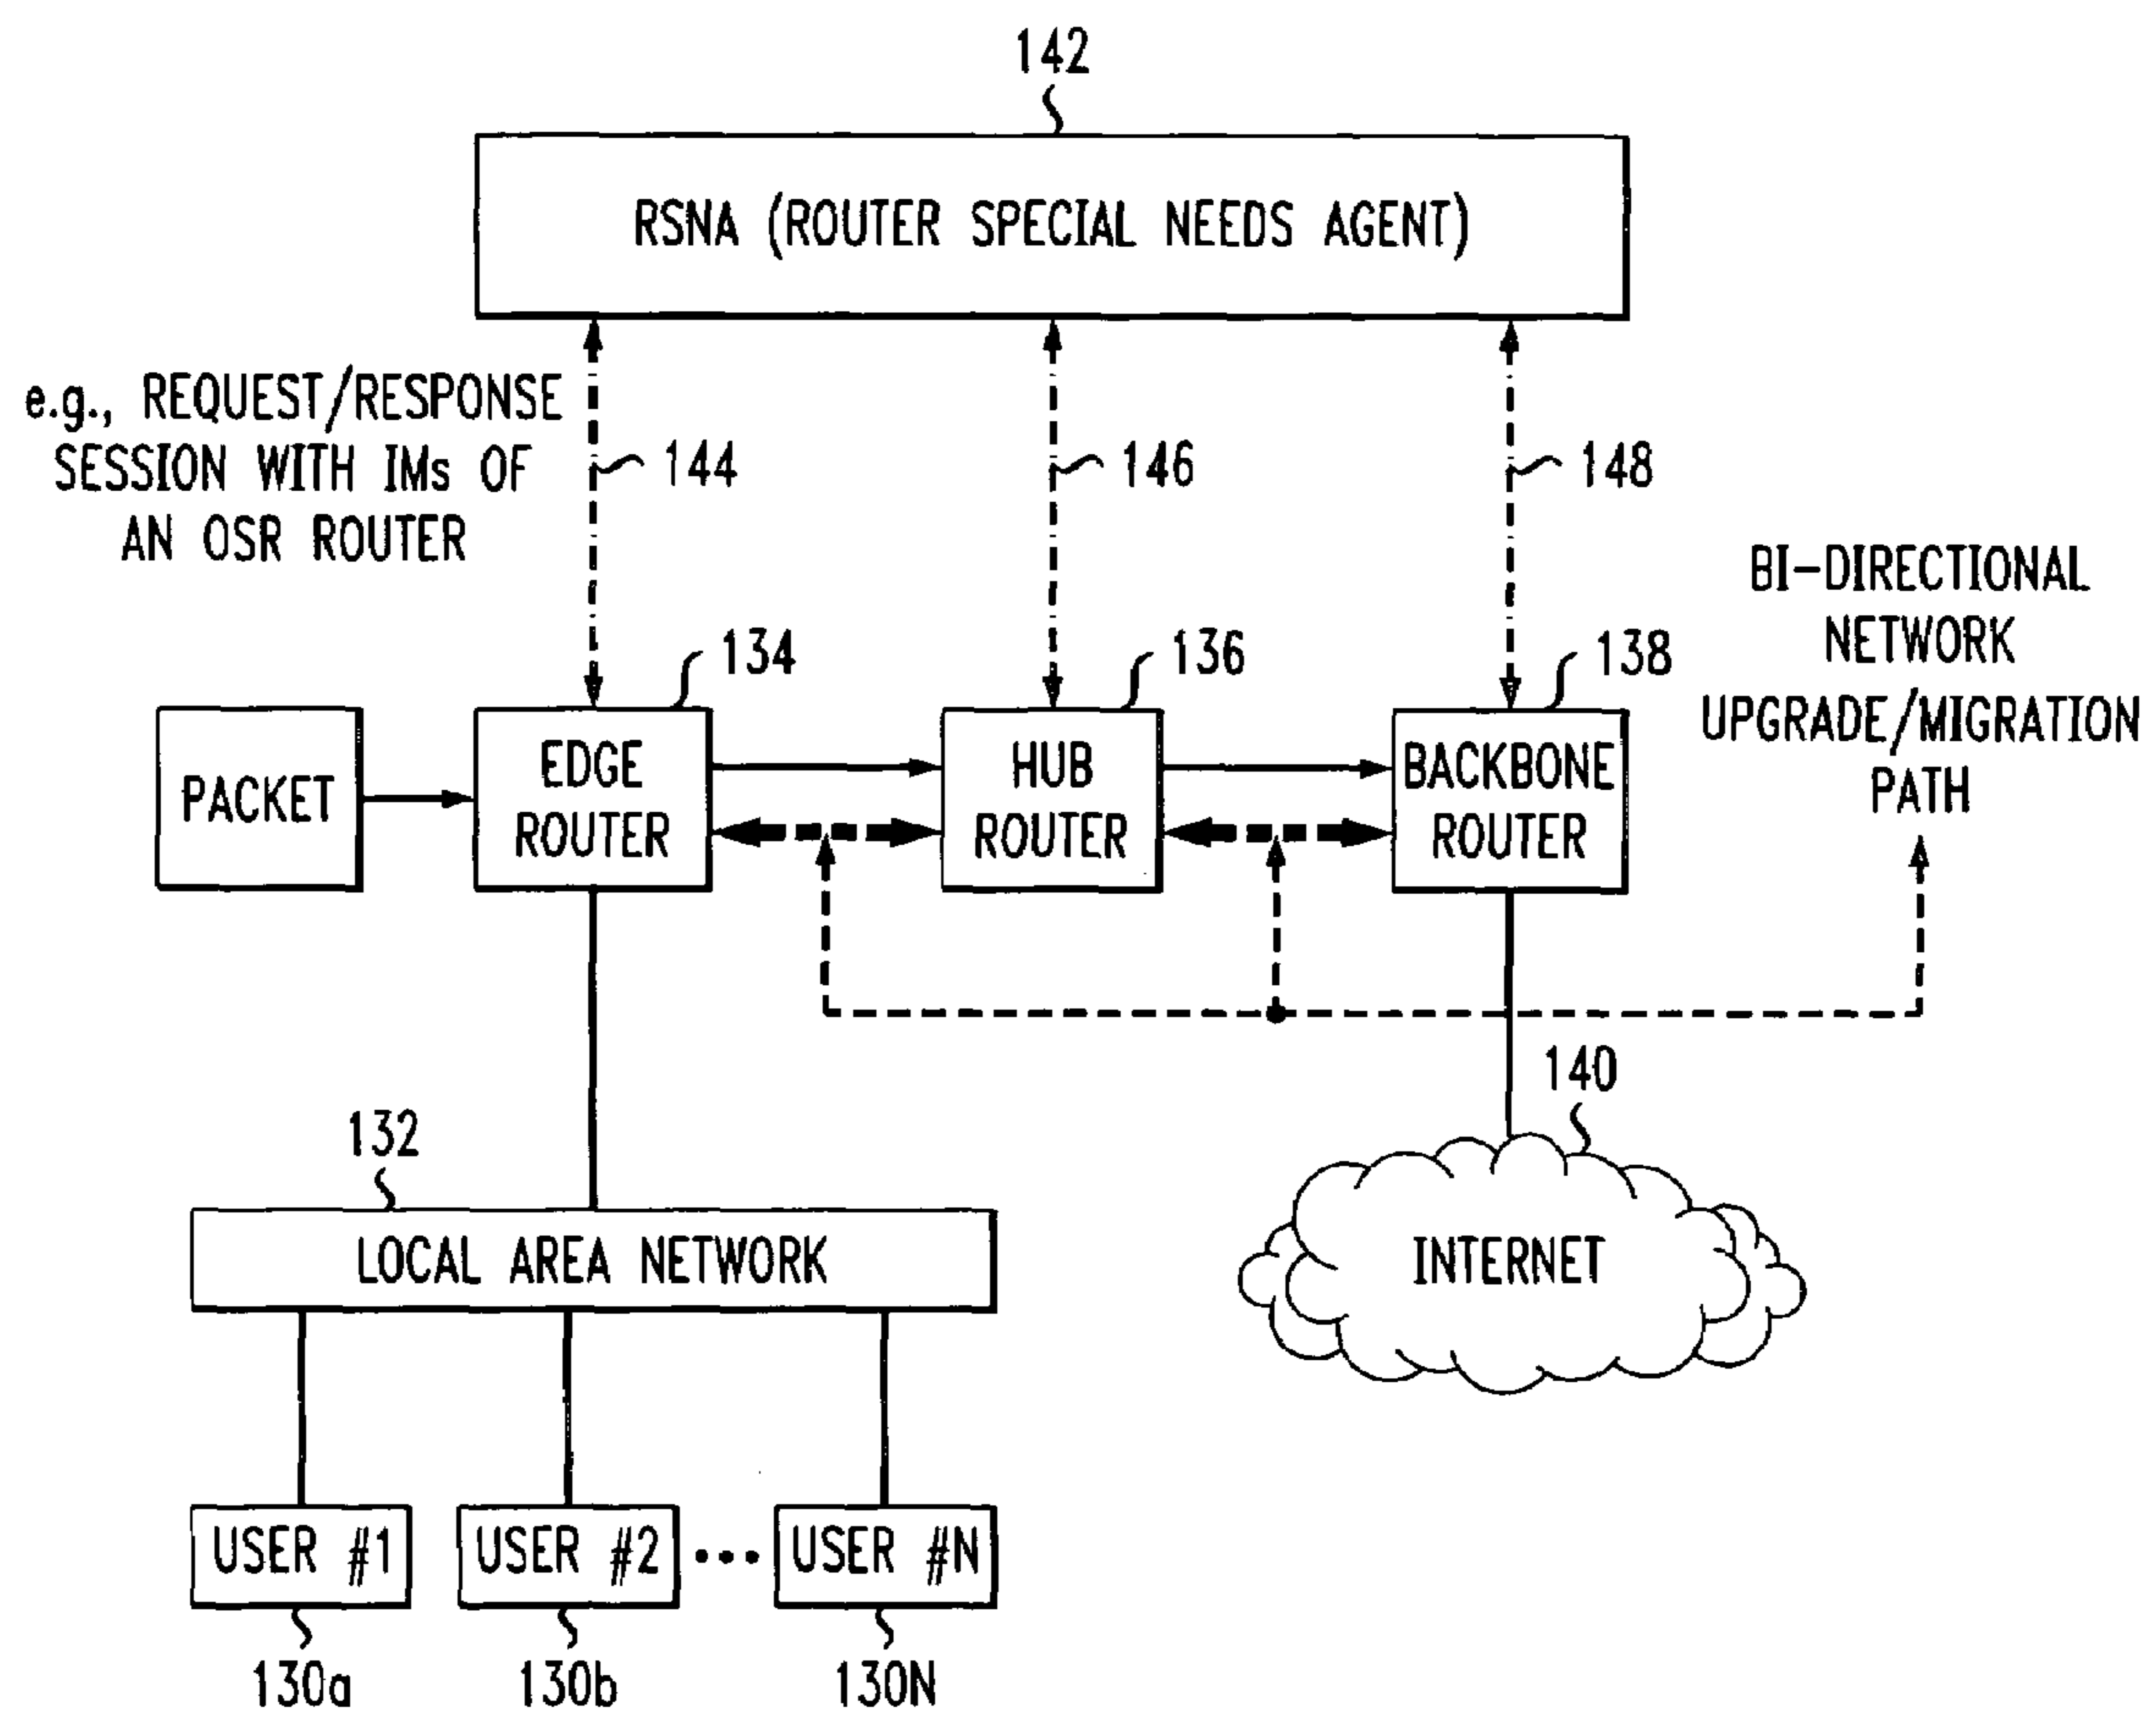 142
RSNA (ROUTER SPECIAL NEEDS AGENT)
e.g., REQUEST/RESPONSE
SESSION WITH IMs OF
AN OSR ROUTER
144
146
148
BI-DIRECTIONAL
NETWORK
UPGRADE/MIGRATION
PATH
134
136
138
PACKET
EDGE
ROUTER
HUB
ROUTER
BACKBONE
ROUTER
140
132
LOCAL AREA NETWORK
INTERNET
USER #1
USER #2
USER #N
130a
130b
130N